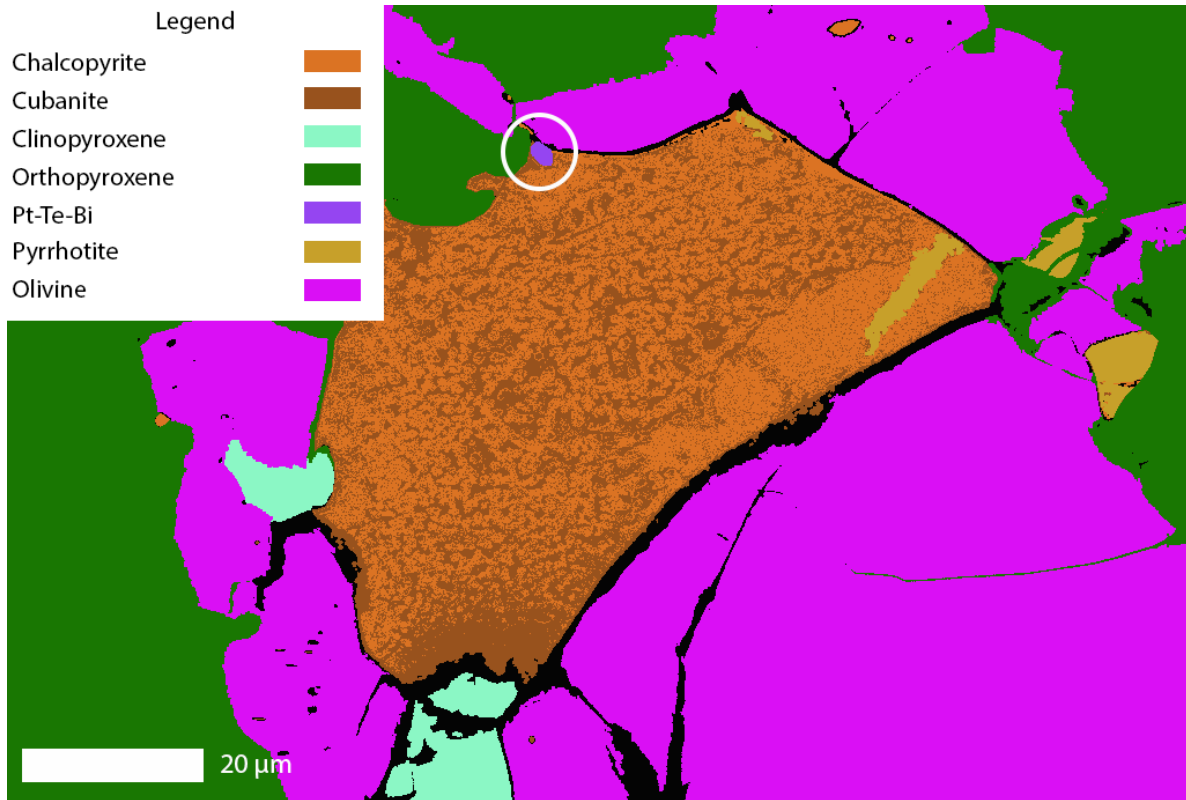 Legend
Chalcopyrite
Cubanite
Clinopyroxene
Orthopyroxene
Pt-Te-Bi
Pyrrhotite
Olivine
20 µm